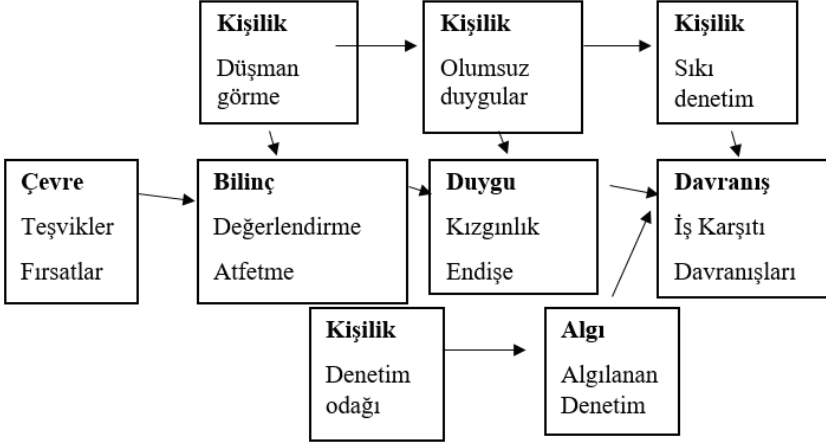 Kişilik
Düşman
görme
Kişilik
Olumsuz
duygular
Kişilik
Sıkı
denetim
Çevre
Teşvikler
Fırsatlar
Bilinç
Değerlendirme
Atfetme
Duygu
Kızgınlık
Endişe
Davranış
İş Karşıtı
Davranışları
Kişilik
Denetim
odağı
Algı
Algılanan
Denetim